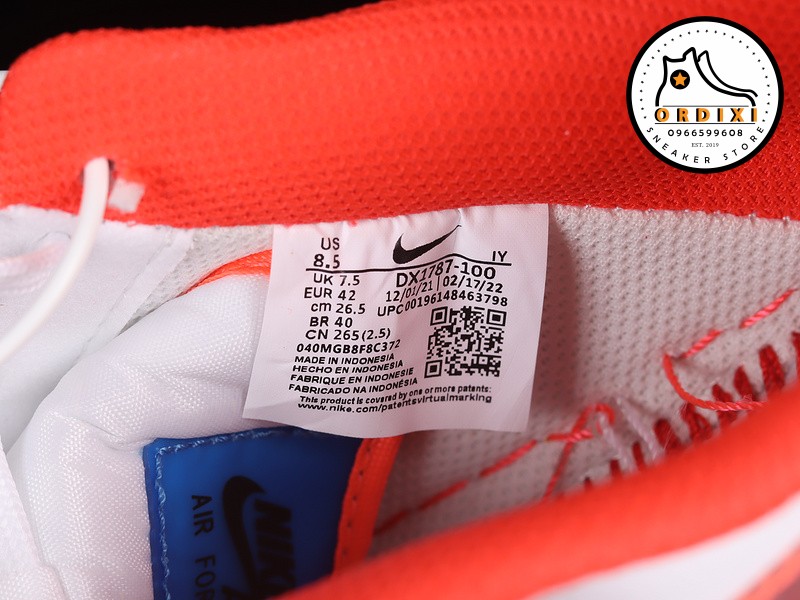 ORDIXI
0966599608
EST. 2019
SNEAKER STORE
US
8.5
IY
UK 7.5
DX1787-100
EUR 42
12/01/21 | 02/17/22
cm 26.5
UPC00196148463798
BR 40
CN 265(2.5)
040MGB8F8C372
MADE IN INDONESIA
HECHO EN INDONESIA
FABRIQUE EN INDONESIE
FABRICADO NA INDONÉSIA
This product is covered by one or more patents:
www.nike.com/patentsvirtualmarking
NIKE
AIR FOR